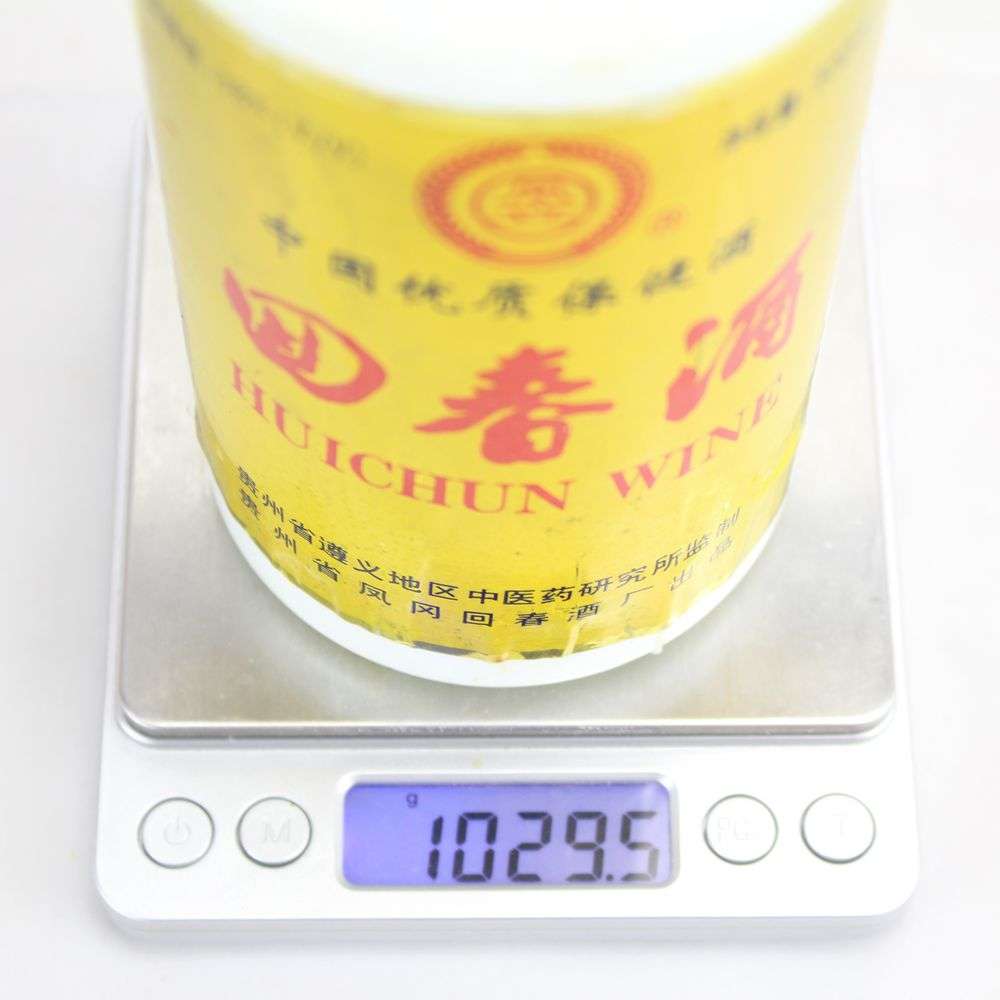 中国优质保健酒
回春酒
HUICHUN WINE
贵州省遵义地区中医药研究所监制
贵州省凤冈回春酒厂出品
g
1029.5
M
PCS
T